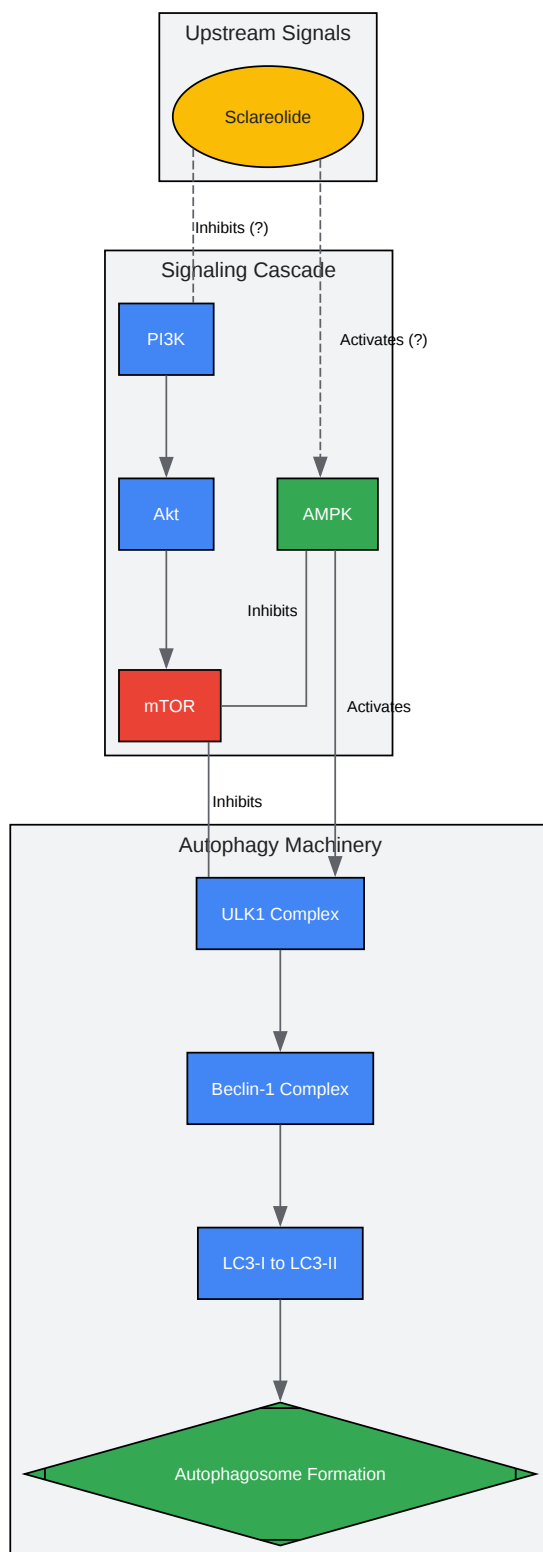 Upstream Signals
Sclareolide
Inhibits (?)
Signaling Cascade
PI3K
Activates (?)
Akt
AMPK
Inhibits
mTOR
Activates
Inhibits
Autophagy Machinery
ULK1 Complex
Beclin-1 Complex
LC3-I to LC3-II
Autophagosome Formation